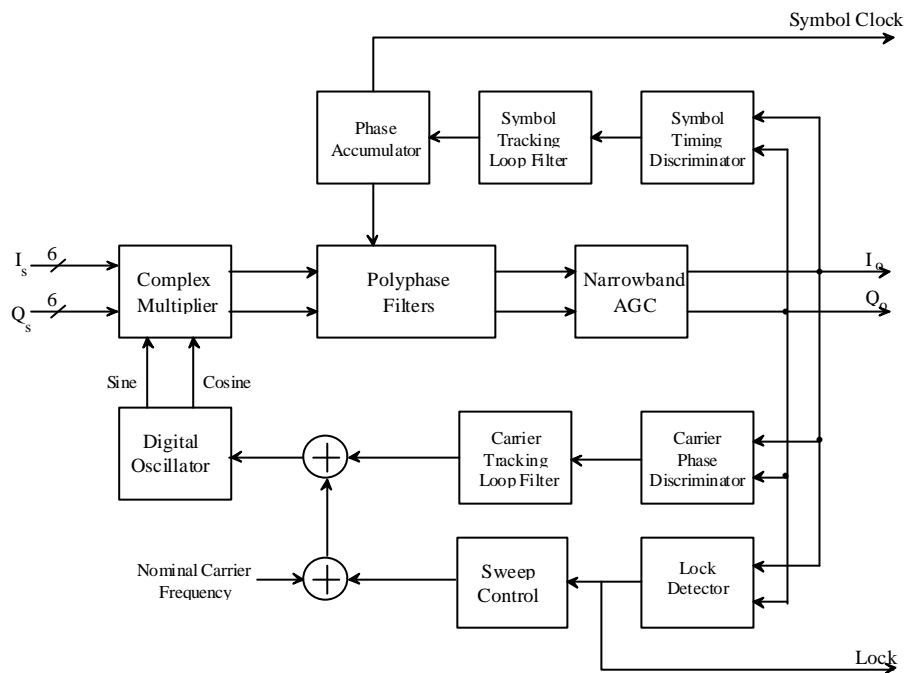 Symbol Clock
Phase
Accumulator
Symbol
Tracking
Loop Filter
Symbol
Timing
Discriminator
I s
6
Q s
6
Complex
Multiplier
Polyphase
Filters
Narrowband
AGC
I o
Q o
Sine
Cosine
Digital
Oscillator
Carrier
Tracking
Loop Filter
Carrier
Phase
Discriminator
Nominal Carrier
Frequency
Sweep
Control
Lock
Detector
Lock